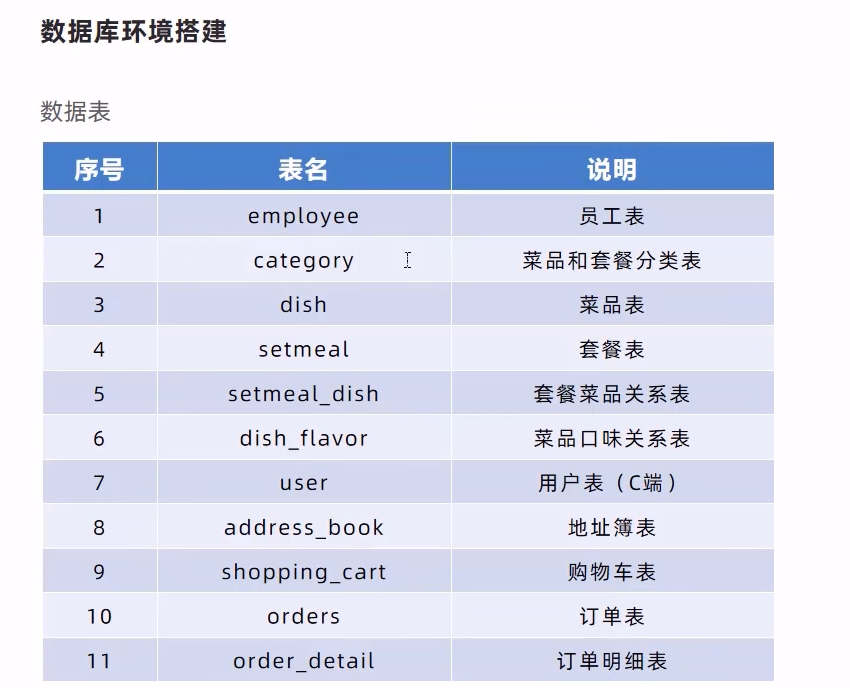 数据库环境搭建
数据表
序号 表名 说明
1 employee 员工表
2 category 菜品和套餐分类表
3 dish 菜品表
4 setmeal 套餐表
5 setmeal_dish 套餐菜品关系表
6 dish_flavor 菜品口味关系表
7 user 用户表（C端）
8 address_book 地址簿表
9 shopping_cart 购物车表
10 orders 订单表
11 order_detail 订单明细表